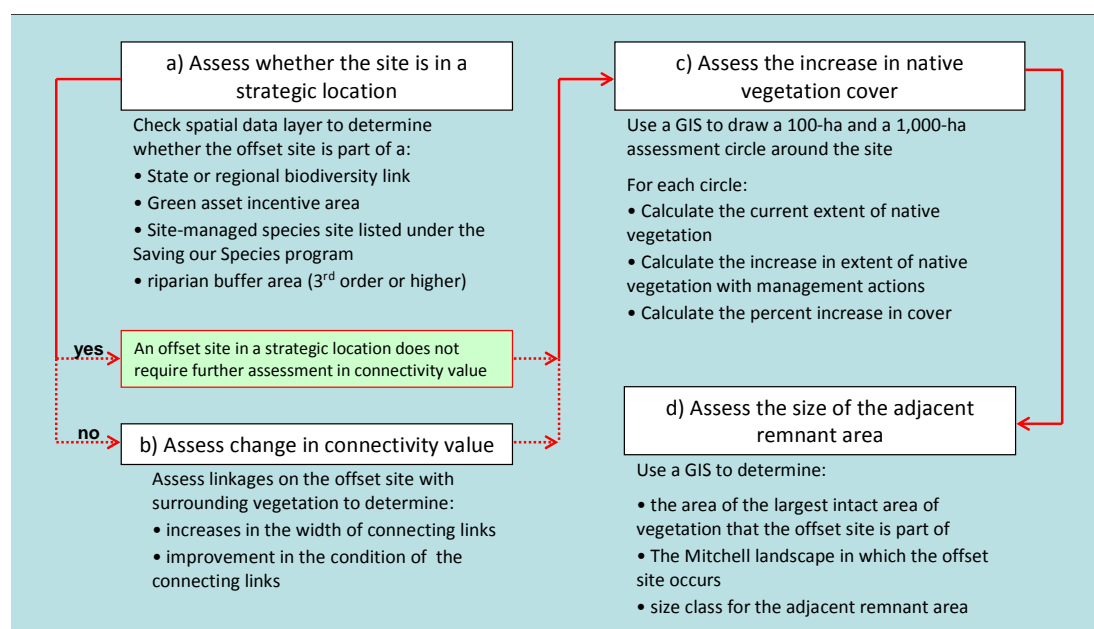 a) Assess whether the site is in a
strategic location
Check spatial data layer to determine
whether the offset site is part of a:
• State or regional biodiversity link
• Green asset incentive area
• Site-managed species site listed under the
Saving our Species program
• riparian buffer area (3rd order or higher)
yes
An offset site in a strategic location does not
require further assessment in connectivity value
no
b) Assess change in connectivity value
Assess linkages on the offset site with
surrounding vegetation to determine:
• increases in the width of connecting links
• improvement in the condition of the
connecting links
c) Assess the increase in native
vegetation cover
Use a GIS to draw a 100-ha and a 1,000-ha
assessment circle around the site
For each circle:
• Calculate the current extent of native
vegetation
• Calculate the increase in extent of native
vegetation with management actions
• Calculate the percent increase in cover
d) Assess the size of the adjacent
remnant area
Use a GIS to determine:
• the area of the largest intact area of
vegetation that the offset site is part of
• The Mitchell landscape in which the offset
site occurs
• size class for the adjacent remnant area